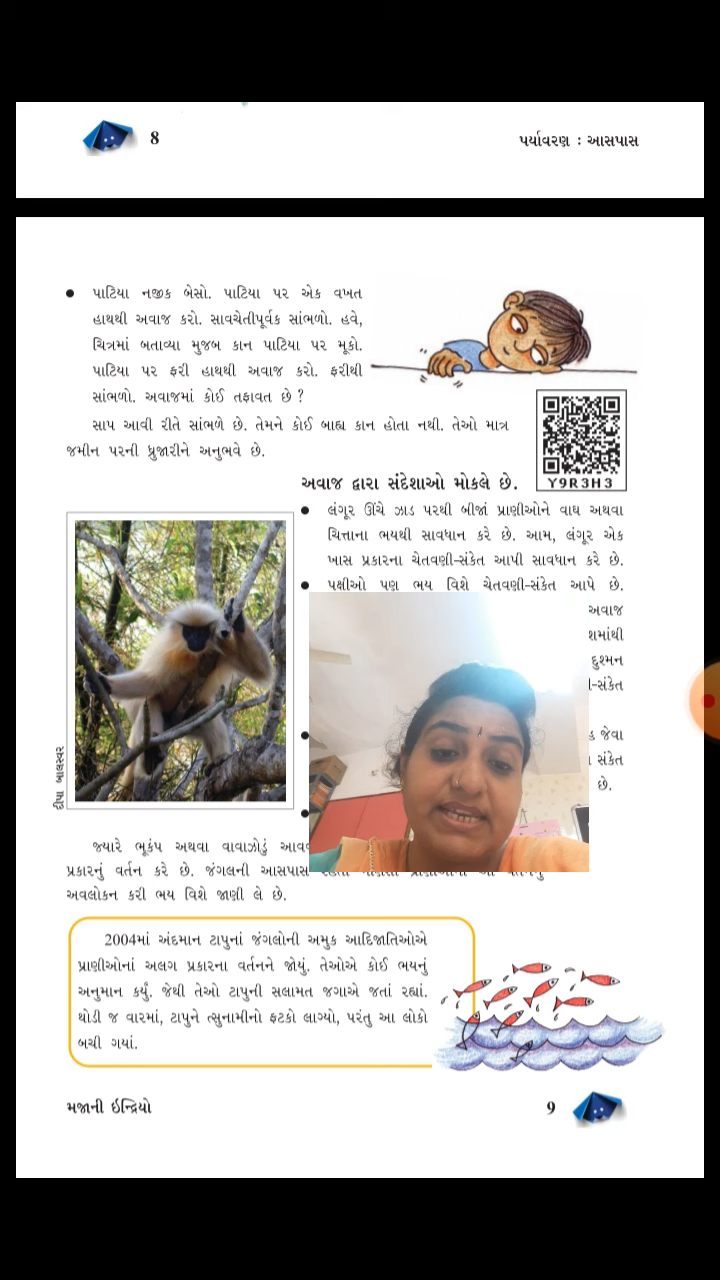 8
પર્યાવરણ : આસપાસ
પાટિયા નજીક બેસો. પાટિયા પર એક વખત
હાથથી અવાજ કરો. સાવચેતીપૂર્વક સાંભળો. હવે,
ચિત્રમાં બતાવ્યા મુજબ કાન પાટિયા પર મૂકો.
પાટિયા પર ફરી હાથથી અવાજ કરો. ફરીથી
સાંભળો. અવાજમાં કોઈ તફાવત છે ?
સાપ આવી રીતે સાંભળે છે. તેમને કોઈ બાહ્ય કાન હોતા નથી. તેઓ માત્ર
જમીન પરની ધ્રુજારીને અનુભવે છે.
Y9R3H3
અવાજ દ્વારા સંદેશાઓ મોકલે છે.
લંગૂર ઊંચે ઝાડ પરથી બીજાં પ્રાણીઓને વાઘ અથવા
ચિત્તાના ભયથી સાવધાન કરે છે. આમ, લંગૂર એક
ખાસ પ્રકારના ચેતવણી-સંકેત આપી સાવધાન કરે છે.
પક્ષીઓ પણ ભય વિશે ચેતવણી-સંકેત આપે છે.
અવાજ
દુશ્મન
જેવા
સંકેત
છે.
દીપા બાલસ્વર
જ્યારે ભૂકંપ અથવા વાવાઝોડું
પ્રકારનું વર્તન કરે છે. જંગલની આસપાસ
અવલોકન કરી ભય વિશે જાણી લે છે.
2004માં અંદમાન ટાપુનાં જંગલોની અમુક આદિજાતિઓએ
પ્રાણીઓનાં અલગ પ્રકારના વર્તનને જોયું. તેઓએ કોઈ ભયનું
અનુમાન કર્યું. જેથી તેઓ ટાપુની સલામત જગાએ જતાં રહ્યાં.
થોડી જ વારમાં, ટાપુને ત્સુનામીનો ફટકો લાગ્યો, પરંતુ આ લોકો
બચી ગયાં.
મજાની ઇન્દ્રિયો
9